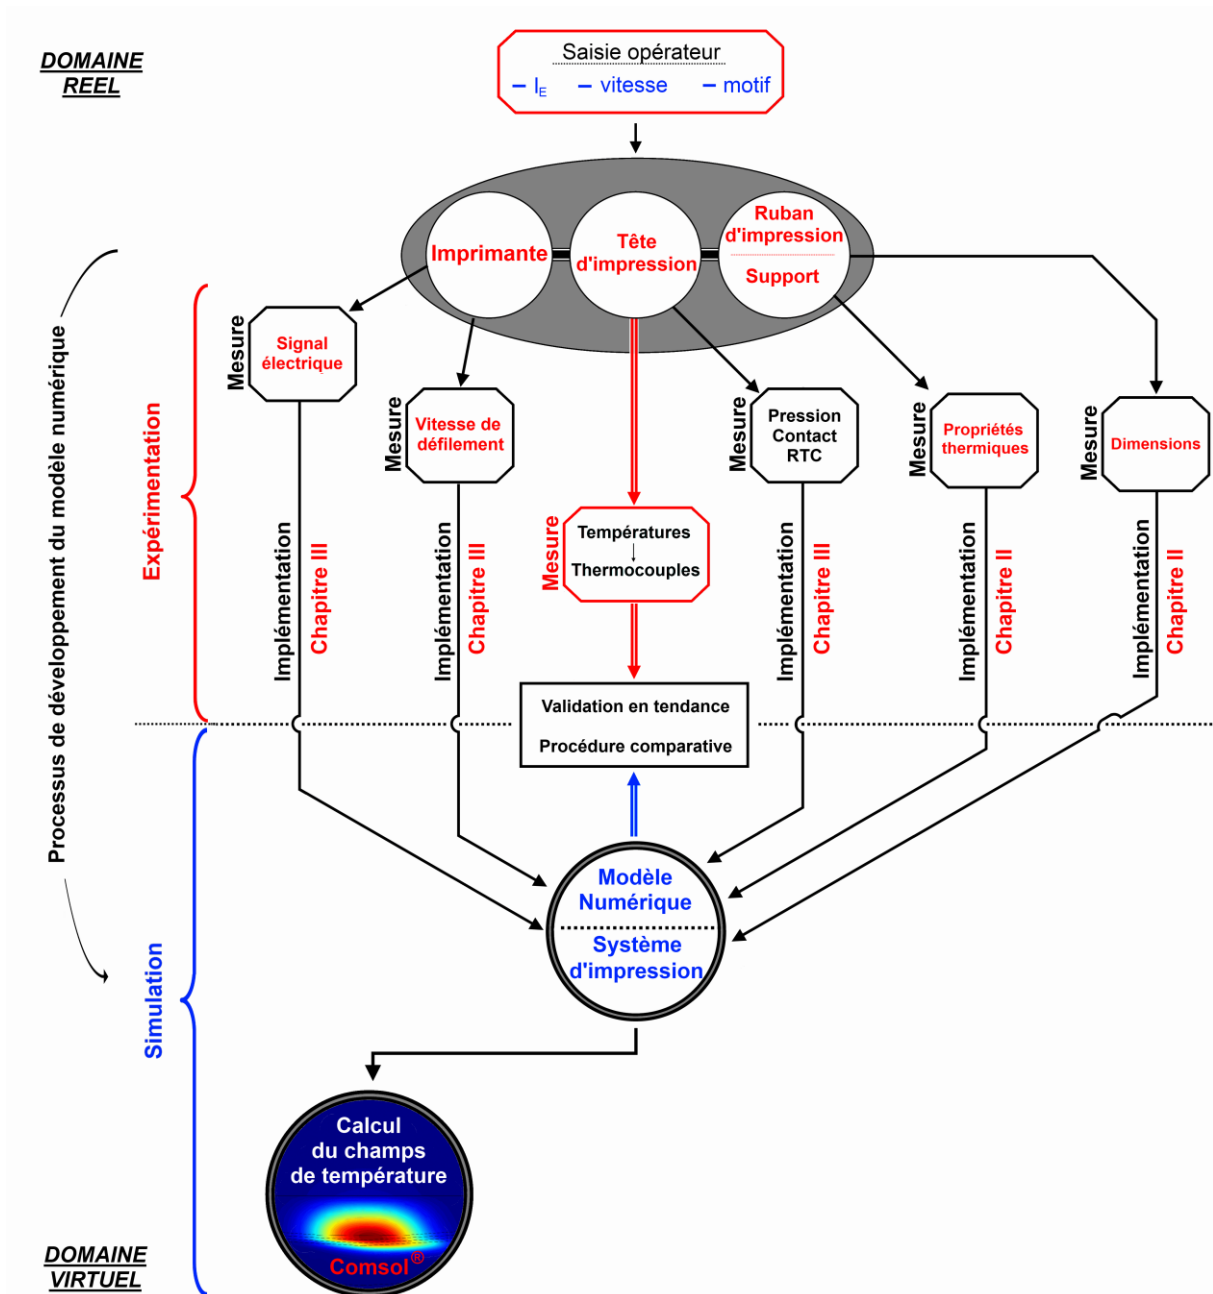 DOMAINE
REEL
Saisie opérateur
– I_E – vitesse – motif
Imprimante
Tête
d'impression
Ruban
d'impression
Support
Processus de développement du modèle numérique
Expérimentation
Mesure
Signal
électrique
Mesure
Vitesse de
défilement
Mesure
Températures
Thermocouples
Mesure
Pression
Contact
RTC
Mesure
Propriétés
thermiques
Mesure
Dimensions
Implémentation
Chapitre III
Implémentation
Chapitre III
Implémentation
Chapitre III
Implémentation
Chapitre II
Implémentation
Chapitre II
Validation en tendance
Procédure comparative
Simulation
Modèle
Numérique
Système
d'impression
Calcul
du champs
de température
Comsol®
DOMAINE
VIRTUEL